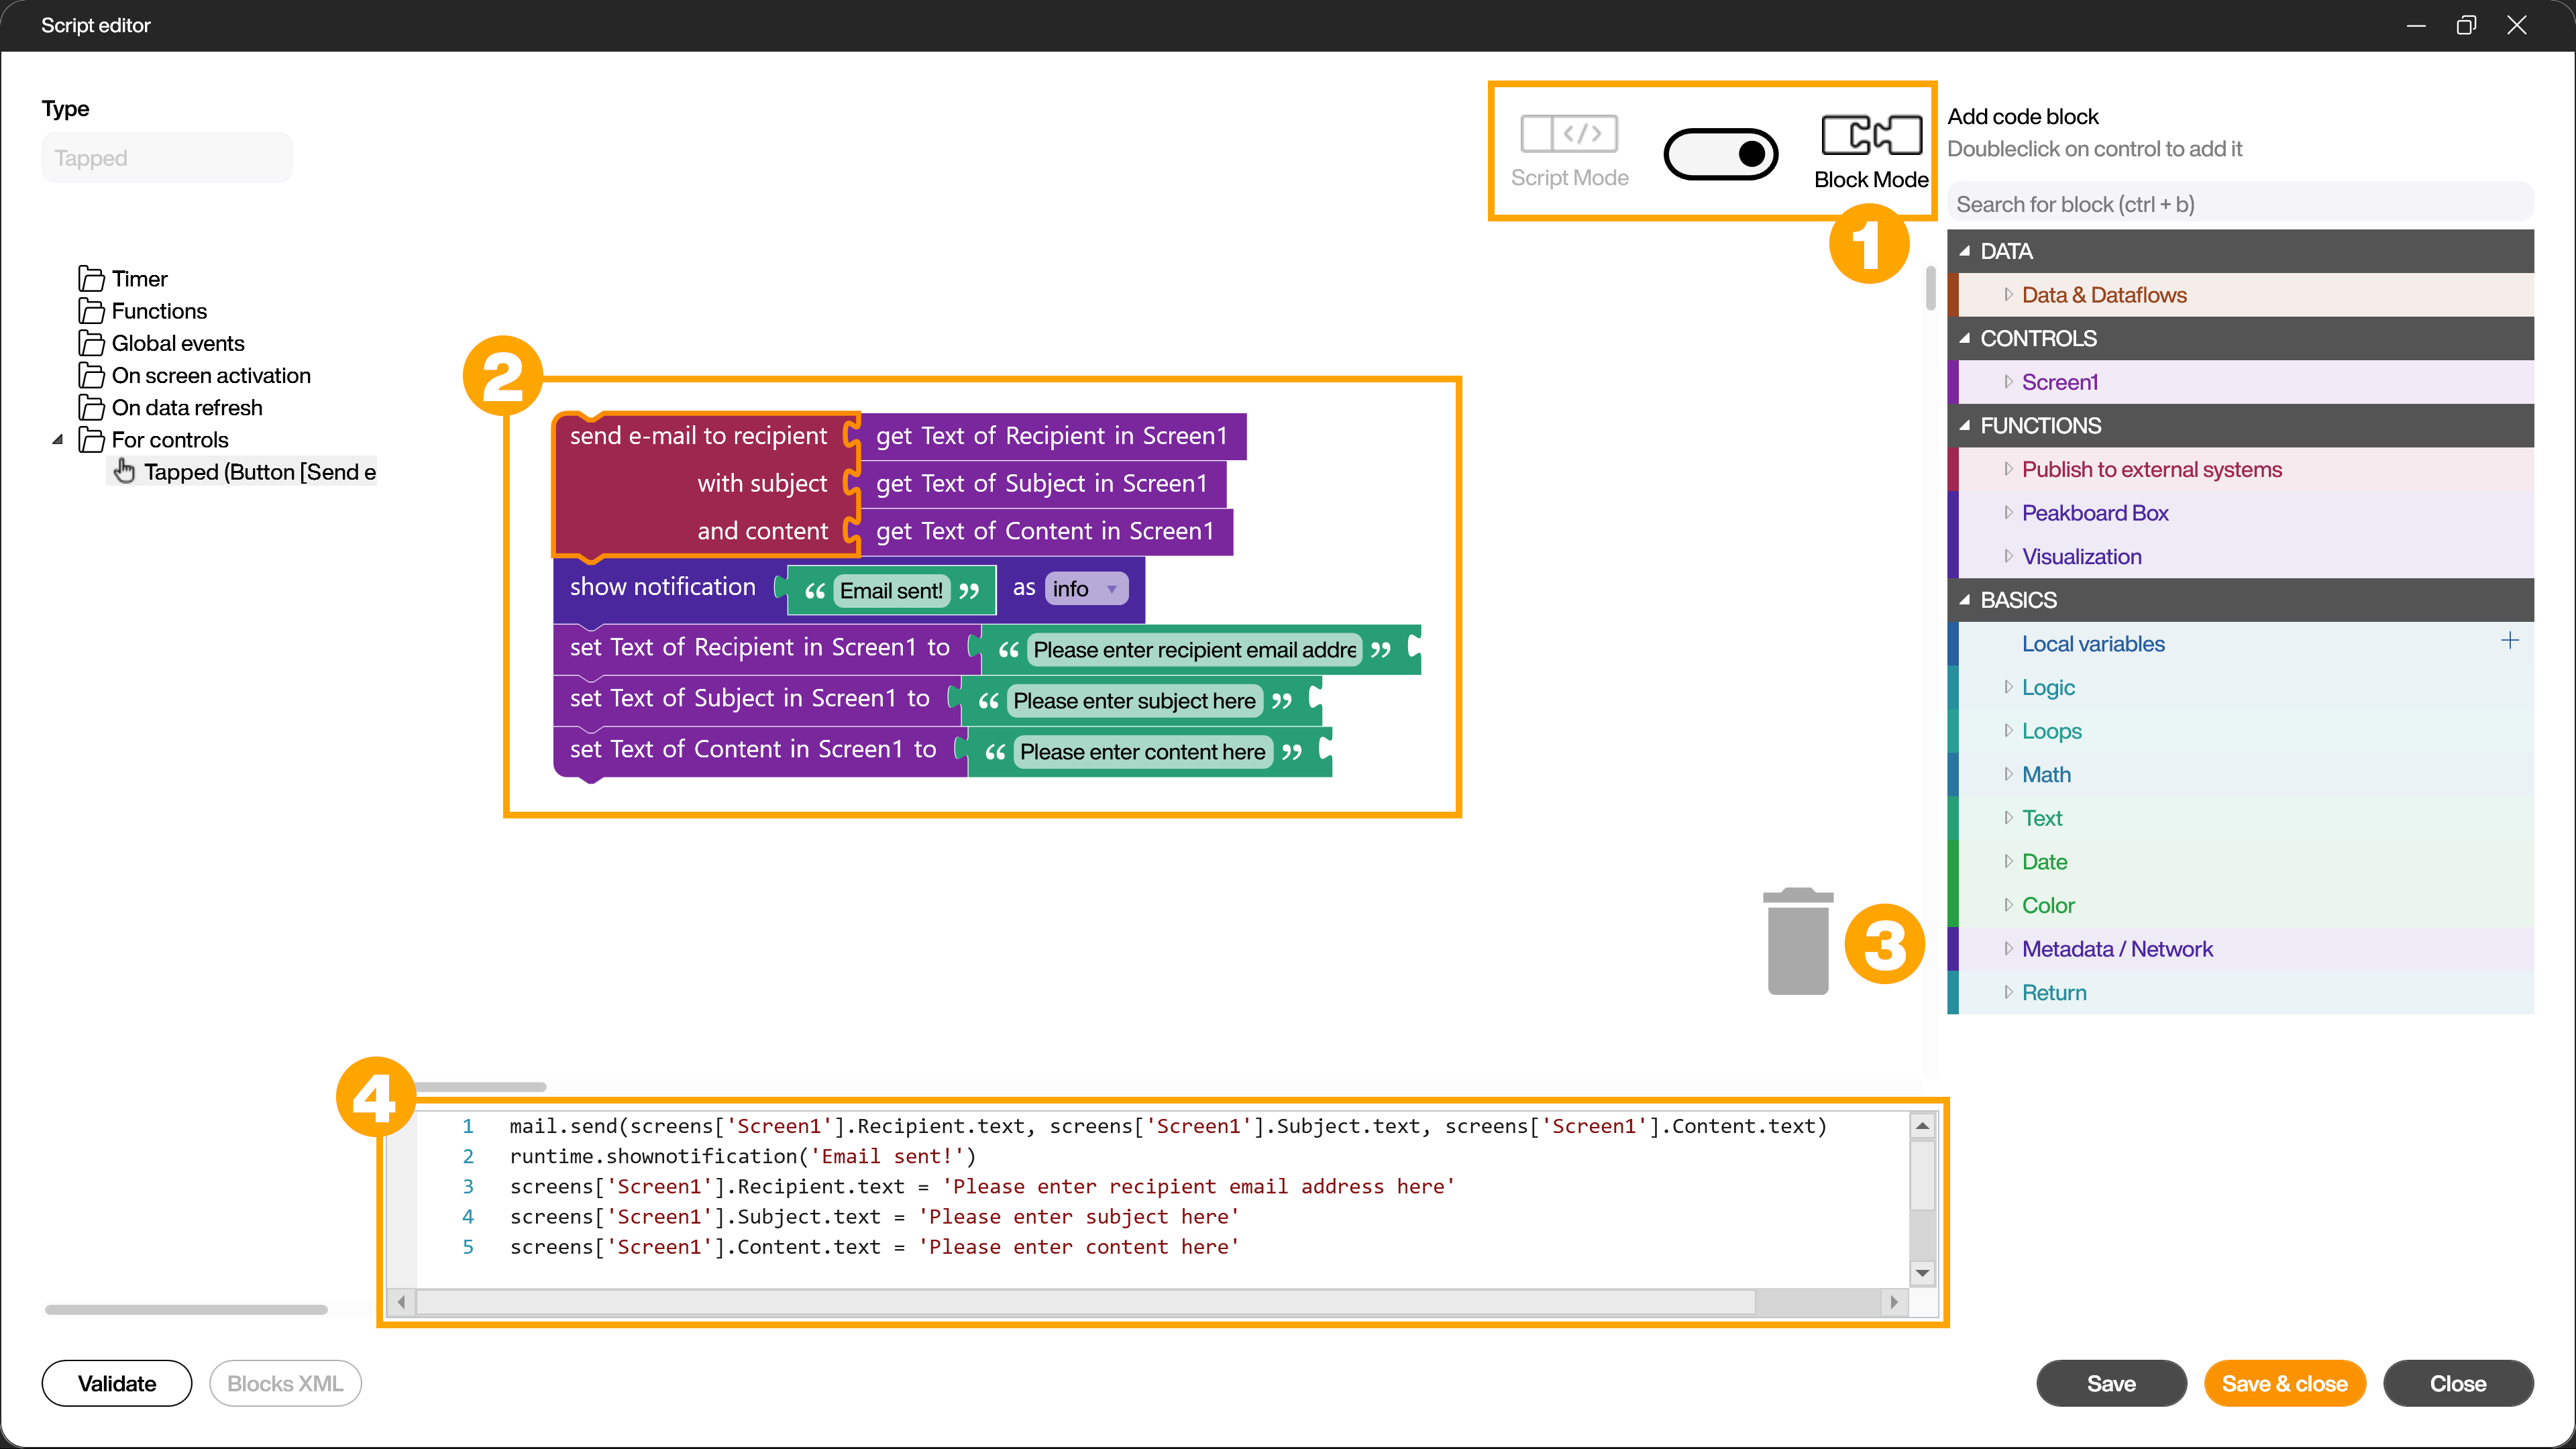 Script editor
Type
Tapped
Timer
Functions
Global events
On screen activation
On data refresh
For controls
Tapped (Button [Send e
</> Script Mode
Block Mode
1
2
send e-mail to recipient get Text of Recipient in Screen1
with subject get Text of Subject in Screen1
and content get Text of Content in Screen1
show notification “ Email sent! ” as info
set Text of Recipient in Screen1 to “ Please enter recipient email addre ”
set Text of Subject in Screen1 to “ Please enter subject here ”
set Text of Content in Screen1 to “ Please enter content here ”
3
4
1 mail.send(screens['Screen1'].Recipient.text, screens['Screen1'].Subject.text, screens['Screen1'].Content.text)
2 runtime.shownotification('Email sent!')
3 screens['Screen1'].Recipient.text = 'Please enter recipient email address here'
4 screens['Screen1'].Subject.text = 'Please enter subject here'
5 screens['Screen1'].Content.text = 'Please enter content here'
Add code block
Doubleclick on control to add it
Search for block (ctrl + b)
DATA
Data & Dataflows
CONTROLS
Screen1
FUNCTIONS
Publish to external systems
Peakboard Box
Visualization
BASICS
Local variables +
Logic
Loops
Math
Text
Date
Color
Metadata / Network
Return
Validate
Blocks XML
Save
Save & close
Close